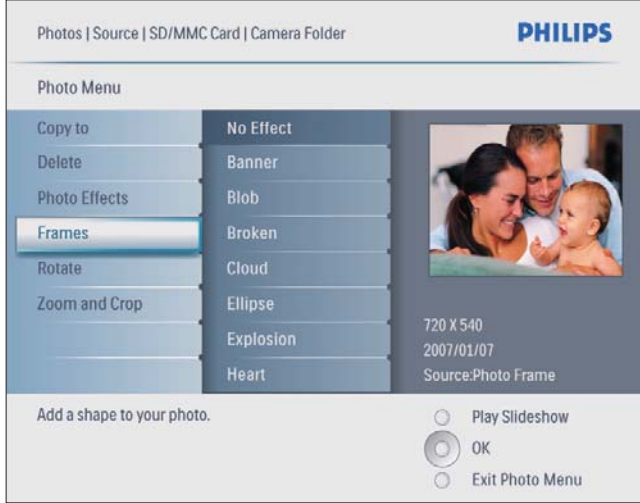 Photos | Source | SD/MMC Card | Camera Folder
PHILIPS
Photo Menu
Copy to
Delete
Photo Effects
Frames
Rotate
Zoom and Crop
No Effect
Banner
Blob
Broken
Cloud
Ellipse
Explosion
Heart
720 X 540
2007/01/07
Source:Photo Frame
Add a shape to your photo.
Play Slideshow
OK
Exit Photo Menu